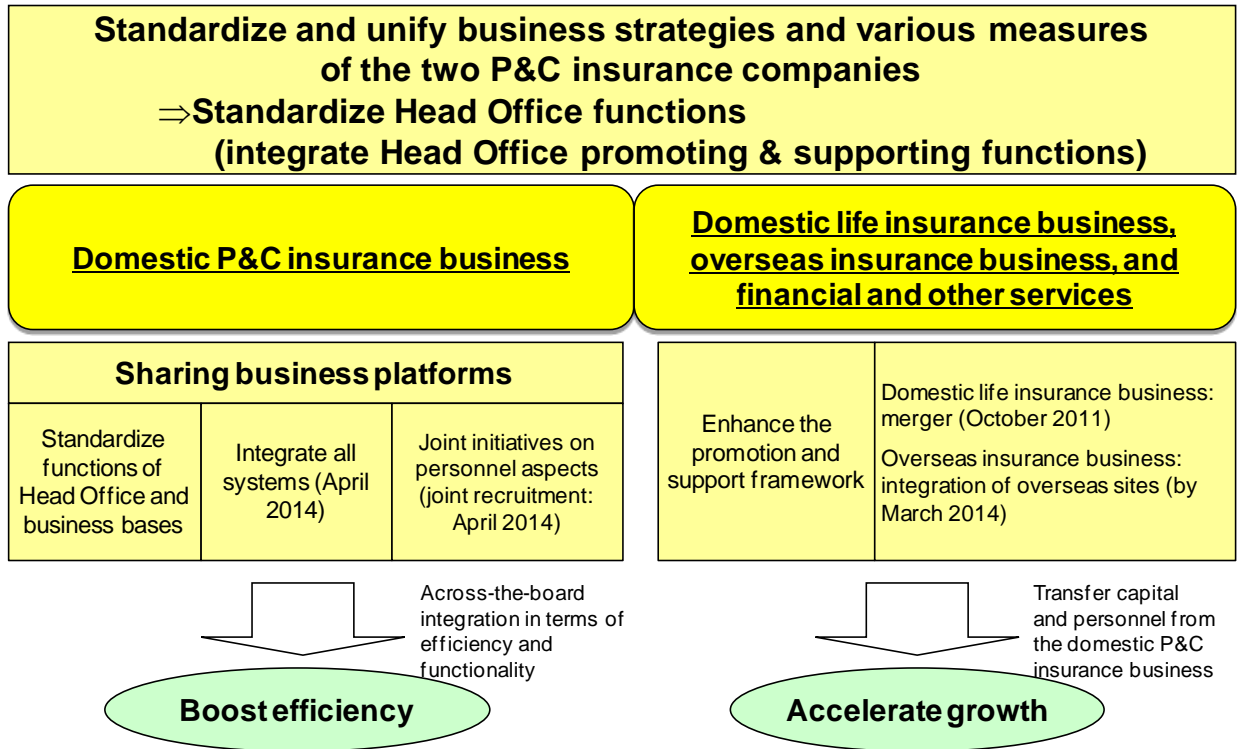 Standardize and unify business strategies and various measures
of the two P&C insurance companies
⇒Standardize Head Office functions
(integrate Head Office promoting & supporting functions)
Domestic P&C insurance business
Domestic life insurance business,
overseas insurance business, and
financial and other services
Sharing business platforms
Standardize
functions of
Head Office and
business bases
Integrate all
systems (April
2014)
Joint initiatives on
personnel aspects
(joint recruitment:
April 2014)
Enhance the
promotion and
support framework
Domestic life insurance business:
merger (October 2011)
Overseas insurance business:
integration of overseas sites (by
March 2014)
Across-the-board
integration in terms of
efficiency and
functionality
Transfer capital
and personnel from
the domestic P&C
insurance business
Boost efficiency
Accelerate growth